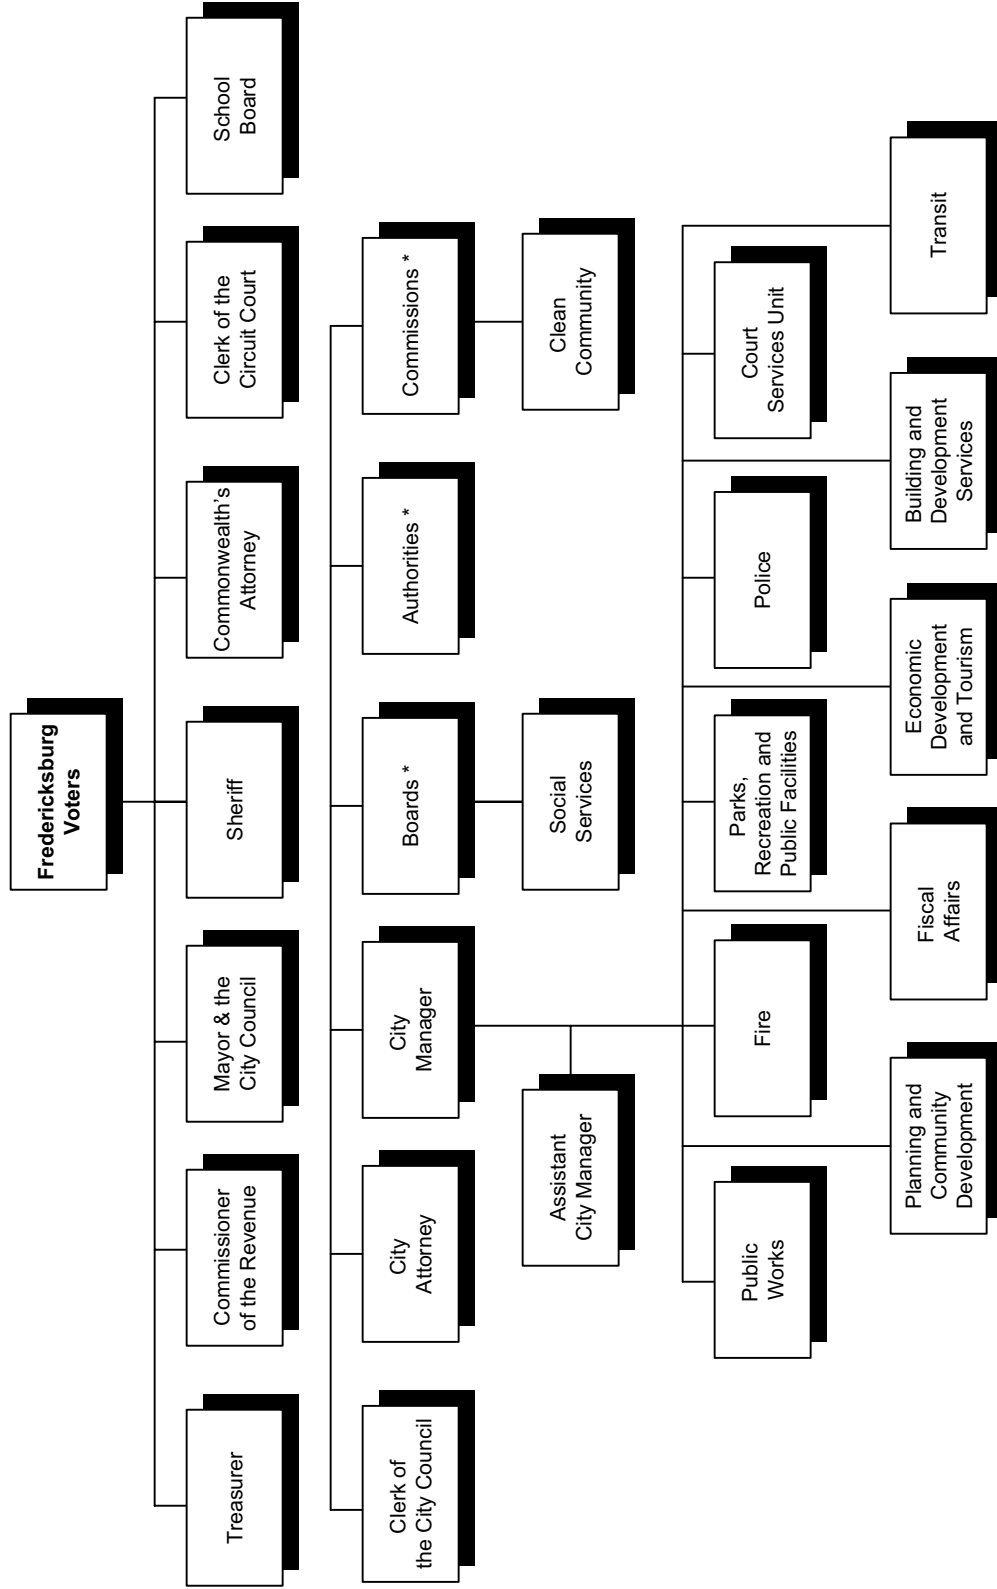 Fredericksburg
Voters
Treasurer
Commissioner
of the Revenue
Mayor & the
City Council
Sheriff
Commonwealth's
Attorney
Clerk of the
Circuit Court
School
Board
Clerk of
the City Council
City
Attorney
City
Manager
Boards *
Authorities *
Commissions *
Assistant
City Manager
Social
Services
Clean
Community
Public
Works
Fire
Parks,
Recreation and
Public Facilities
Police
Court
Services Unit
Planning and
Community
Development
Fiscal
Affairs
Economic
Development
and Tourism
Building and
Development
Services
Transit